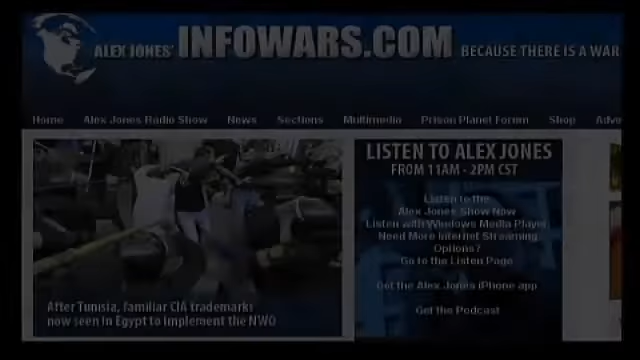 ALEX JONES' INFOWARS.COM BECAUSE THERE IS A WAR
Home Alex Jones Radio Show News Sections Multimedia Prison Planet Forum Shop Adve
LISTEN TO ALEX JONES
FROM 11AM - 2PM CST
Listen to the
Alex Jones Show Now
Listen with Windows Media Player
Need More Internet Streaming
Options?
Go to the Listen Page
Get the Alex Jones iPhone app
Get the Podcast
After Tunisia, familiar CIA trademarks
now seen in Egypt to implement the NWO